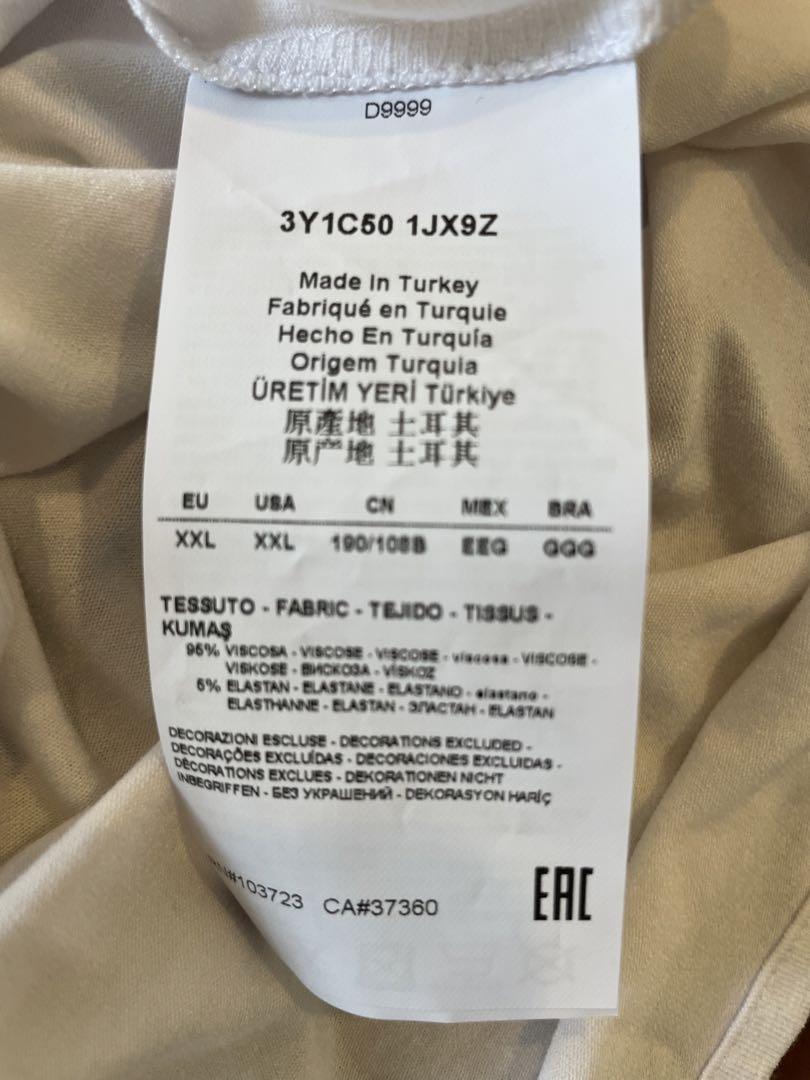 D9999
3Y1C50 1JX9Z
Made In Turkey
Fabriqué en Turquie
Hecho En Turquía
Origem Turquia
ÜRETİM YERİ Türkiye
原產地 土耳其
原产地 土耳其
EU USA CN MEX BRA
XXL XXL 190/108B EEG GGG
TESSUTO - FABRIC - TEJIDO - TISSUS -
KUMAŞ
95% VISCOSA - VISCOSE - VISCOSE - viscosa - VISCOSE -
VISKOSE - ВИСКОЗА - VİSKOZ
5% ELASTAN - ELASTANE - ELASTANO - elastano -
ELASTHANNE - ELASTAN - ЭЛАСТАН - ELASTAN
DECORAZIONI ESCLUSE - DECORATIONS EXCLUDED -
DECORAÇÕES EXCLUÍDAS - DECORACIONES EXCLUIDAS -
DÉCORATIONS EXCLUES - DEKORATIONEN NICHT
INBEGRIFFEN - БЕЗ УКРАШЕНИЙ - DEKORASYON HARİÇ
RN#103723 CA#37360
EAC